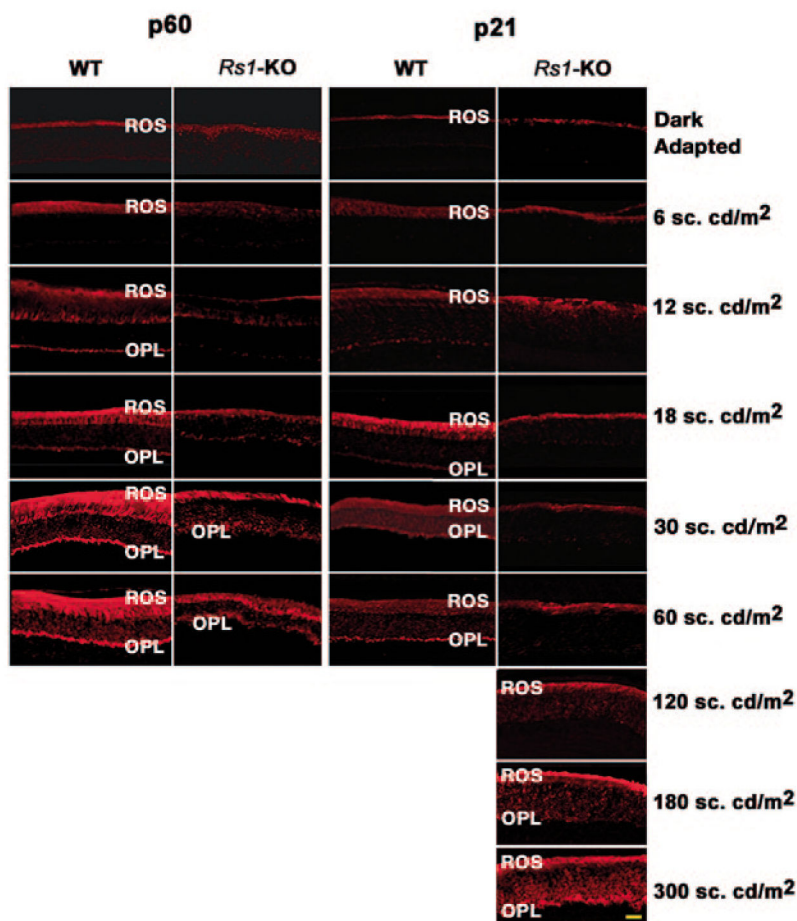 p60 p21
WT Rs1-KO WT Rs1-KO
ROS ROS Dark
Adapted
ROS ROS 6 sc. cd/m²
ROS ROS 12 sc. cd/m²
OPL
ROS ROS 18 sc. cd/m²
OPL OPL
ROS ROS 30 sc. cd/m²
OPL OPL OPL
ROS ROS 60 sc. cd/m²
OPL OPL OPL
ROS 120 sc. cd/m²
ROS 180 sc. cd/m²
OPL
ROS 300 sc. cd/m²
OPL